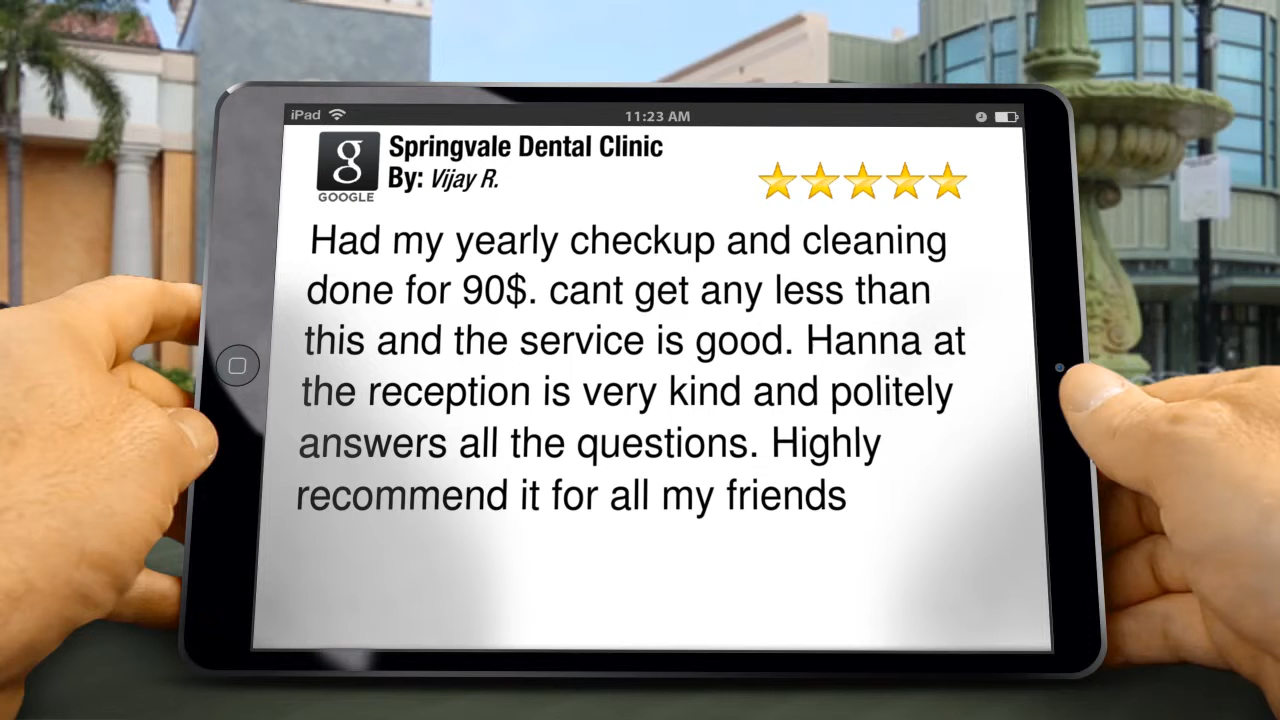 iPad
11:23 AM
g
GOOGLE
Springvale Dental Clinic
By: Vijay R.
Had my yearly checkup and cleaning
done for 90$. cant get any less than
this and the service is good. Hanna at
the reception is very kind and politely
answers all the questions. Highly
recommend it for all my friends